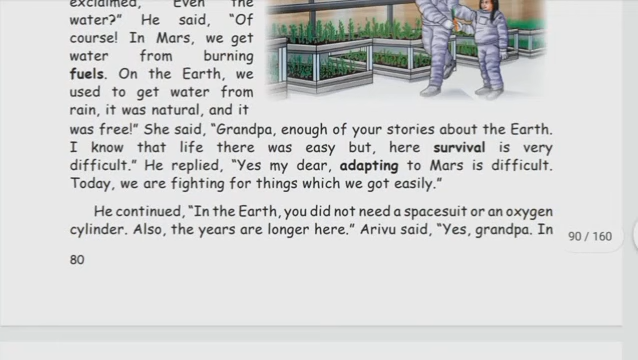 exclaimed, "Even the
water?" He said, "Of
course! In Mars, we get
water from burning
fuels. On the Earth, we
used to get water from
rain, it was natural, and it
was free!" She said, "Grandpa, enough of your stories about the Earth.
I know that life there was easy but, here survival is very
difficult." He replied, "Yes my dear, adapting to Mars is difficult.
Today, we are fighting for things which we got easily."
He continued, "In the Earth, you did not need a spacesuit or an oxygen
cylinder. Also, the years are longer here." Arivu said, "Yes, grandpa. In
90 / 160
80